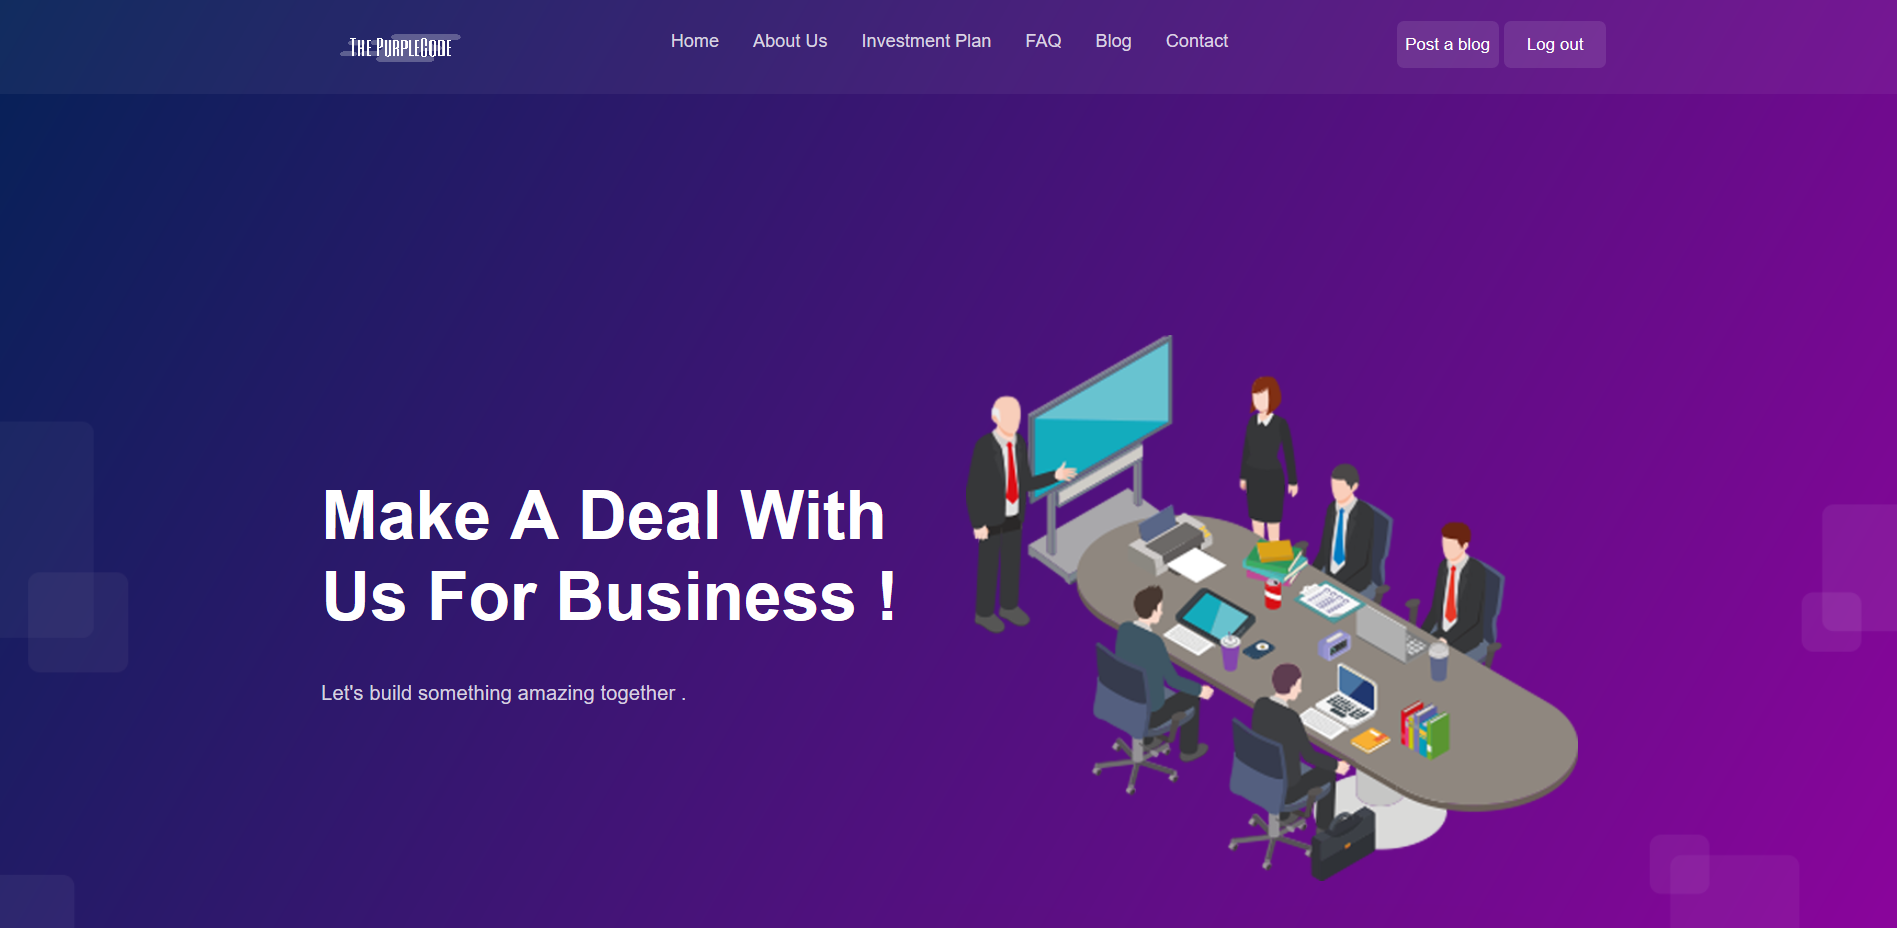 THE PURPLECODE
Home About Us Investment Plan FAQ Blog Contact
Post a blog Log out
Make A Deal With
Us For Business !
Let's build something amazing together .